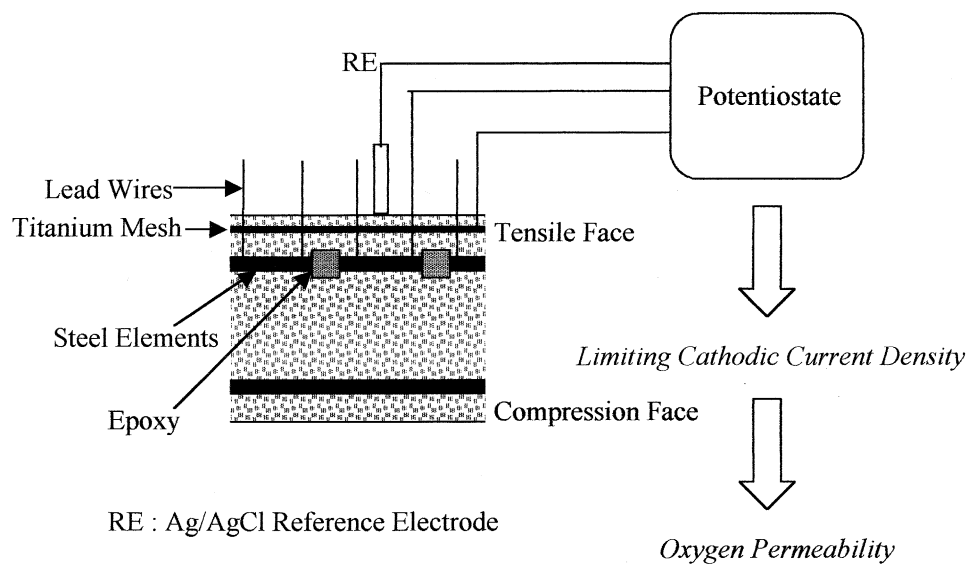 RE
Potentiostate
Lead Wires
Titanium Mesh
Tensile Face
Steel Elements
Limiting Cathodic Current Density
Epoxy
Compression Face
RE : Ag/AgCl Reference Electrode
Oxygen Permeability